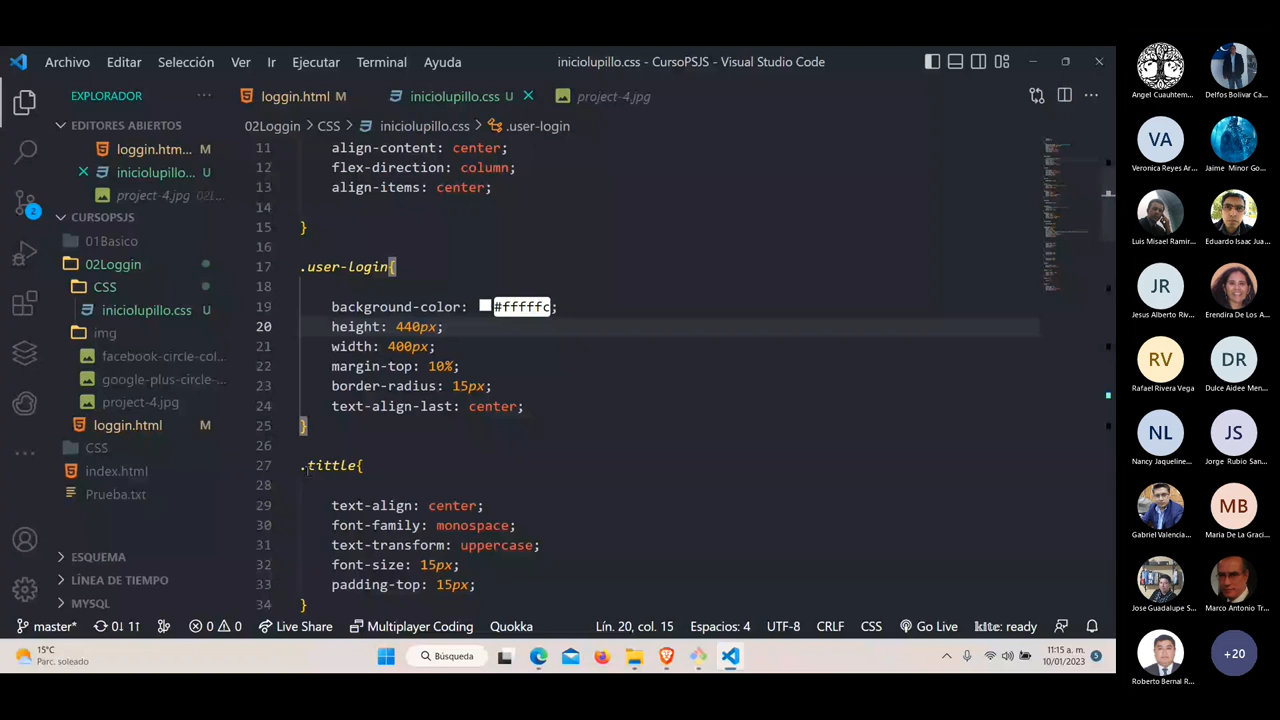 Archivo Editar Selección Ver Ir Ejecutar Terminal Ayuda iniciolupillo.css - CursoPSJS - Visual Studio Code
EXPLORADOR ···
EDITORES ABIERTOS
loggin.htm... M
iniciolupillo... U
project-4.jpg 02L...
CURSOPSJS
01Basico
02Loggin
CSS
iniciolupillo.css U
img
facebook-circle-col...
google-plus-circle-...
project-4.jpg
loggin.html M
CSS
index.html
Prueba.txt
ESQUEMA
LÍNEA DE TIEMPO
MYSQL
2
loggin.html M iniciolupillo.css U project-4.jpg
02Loggin > CSS > iniciolupillo.css > .user-login
11 align-content: center;
12 flex-direction: column;
13 align-items: center;
14
15 }
16
17 .user-login{
18
19 background-color: #fffffc;
20 height: 440px;
21 width: 400px;
22 margin-top: 10%;
23 border-radius: 15px;
24 text-align-last: center;
25 }
26
27 .tittle{
28
29 text-align: center;
30 font-family: monospace;
31 text-transform: uppercase;
32 font-size: 15px;
33 padding-top: 15px;
34 }
master* 0↓ 1↑ 0 0 Live Share Multiplayer Coding Quokka Lín. 20, col. 15 Espacios: 4 UTF-8 CRLF CSS Go Live kite: ready
15°C
Parc. soleado
Búsqueda
11:15 a. m.
10/01/2023
5
Angel Cuauhtem... Delfos Bolivar Ca...
VA
Veronica Reyes Ar... Jaime Minor Go...
Luis Misael Ramir... Eduardo Isaac Jua...
JR
Jesus Alberto Riv... Erendira De Los A...
RV DR
Rafael Rivera Vega Dulce Aidee Men...
NL JS
Nancy Jaqueline... Jorge Rubio San...
MB
Gabriel Valencia... Maria De La Graci...
Jose Guadalupe S... Marco Antonio Tr...
+20
Roberto Bernal R...